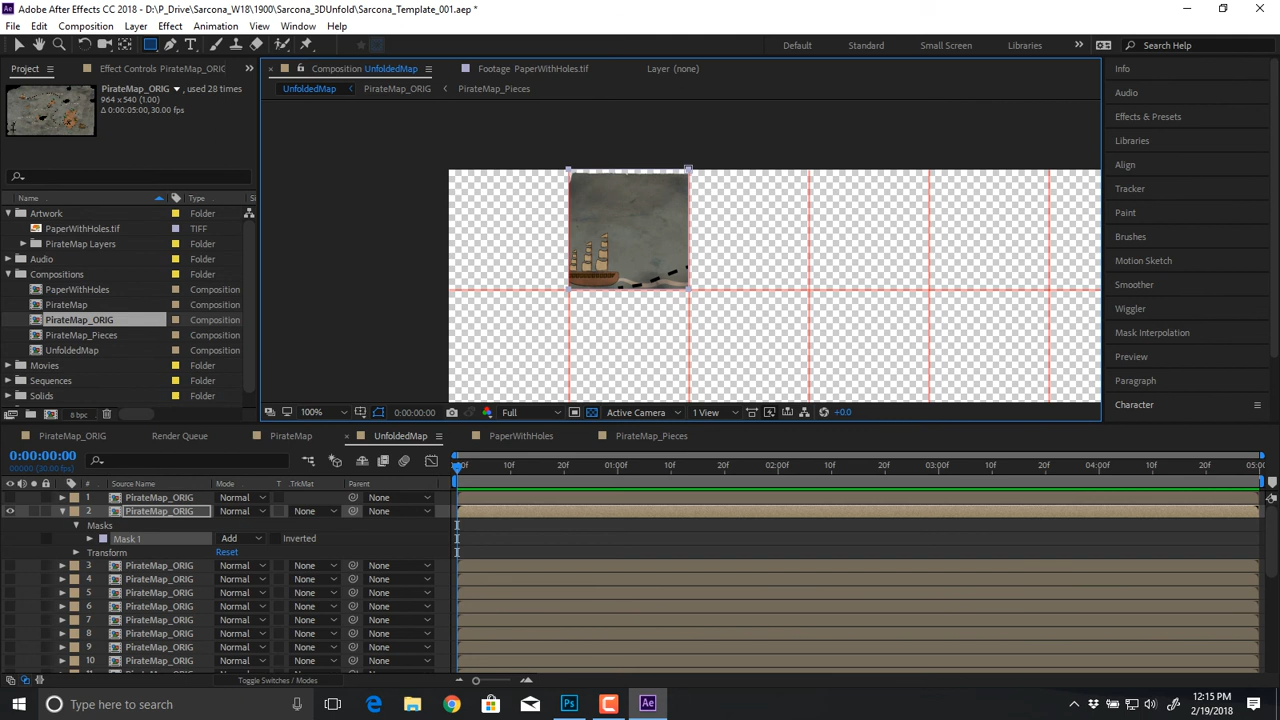 Adobe After Effects CC 2018 - D:\P_Drive\Sarcona_W18\1900\Sarcona_3DUnfold\Sarcona_Template_001.aep *
File Edit Composition Layer Effect Animation View Window Help
Default Standard Small Screen Libraries Search Help
Project Effect Controls PirateMap_ORIG
Composition UnfoldedMap Footage PaperWithHoles.tif Layer (none)
Info
PirateMap_ORIG , used 28 times
964 x 540 (1.00)
Δ 0:00:05:00, 30.00 fps
UnfoldedMap PirateMap_ORIG PirateMap_Pieces
Audio
Effects & Presets
Libraries
Align
Tracker
Paint
Brushes
Motion Sketch
Smoother
Wiggler
Mask Interpolation
Preview
Paragraph
Character
Name Type Si
Artwork Folder
PaperWithHoles.tif TIFF
PirateMap Layers Folder
Audio Folder
Compositions Folder
PaperWithHoles Composition
PirateMap Composition
PirateMap_ORIG Composition
PirateMap_Pieces Composition
UnfoldedMap Composition
Movies Folder
Sequences Folder
Solids Folder
8 bpc
100% 0:00:00:00 Full Active Camera 1 View +0.0
PirateMap_ORIG Render Queue PirateMap UnfoldedMap PaperWithHoles PirateMap_Pieces
0:00:00:00
00000 (30.00 fps)
10f 20f 01:00f 10f 20f 02:00f 10f 20f 03:00f 10f 20f 04:00f 10f 20f 05:00
# Source Name Mode T .TrkMat Parent
1 PirateMap_ORIG Normal None
2 PirateMap_ORIG Normal None None
Masks
Mask 1 Add Inverted
Transform Reset
3 PirateMap_ORIG Normal None None
4 PirateMap_ORIG Normal None None
5 PirateMap_ORIG Normal None None
6 PirateMap_ORIG Normal None None
7 PirateMap_ORIG Normal None None
8 PirateMap_ORIG Normal None None
9 PirateMap_ORIG Normal None None
10 PirateMap_ORIG Normal None None
Toggle Switches / Modes
Type here to search
12:15 PM
2/19/2018